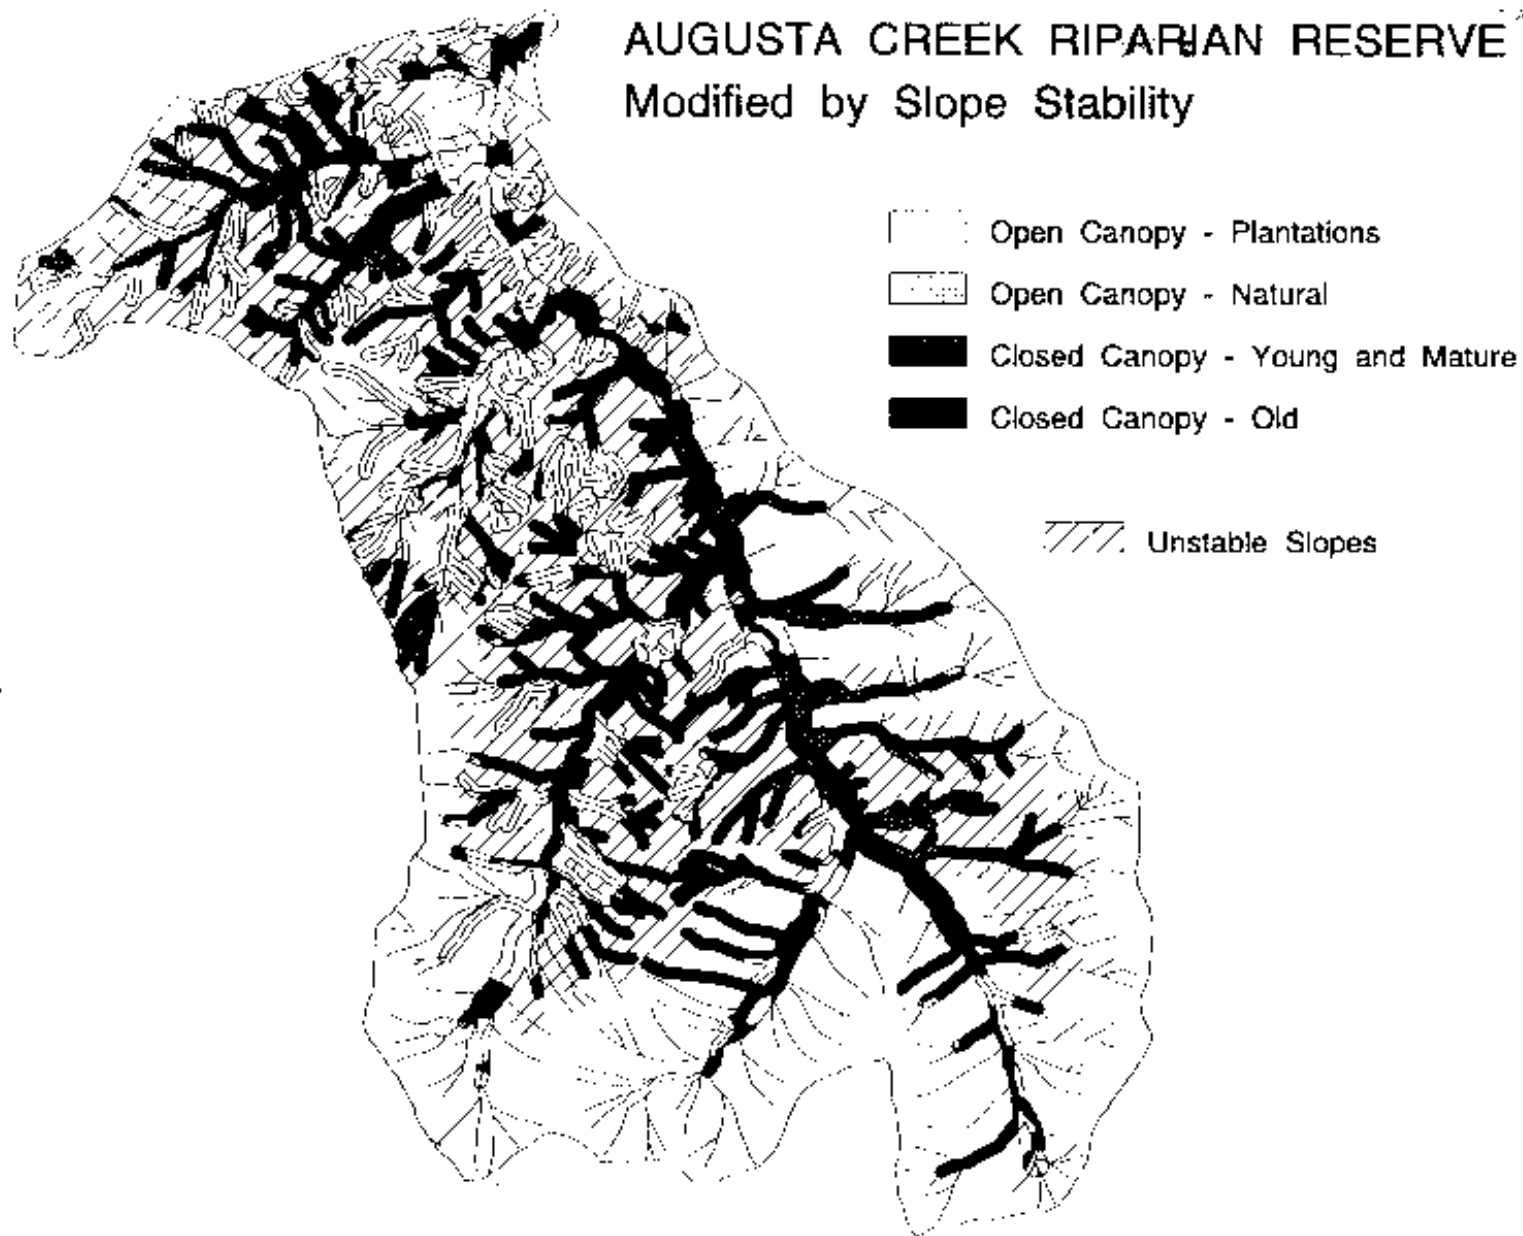 AUGUSTA CREEK RIPARIAN RESERVE
Modified by Slope Stability
Open Canopy - Plantations
Open Canopy - Natural
Closed Canopy - Young and Mature
Closed Canopy - Old
Unstable Slopes